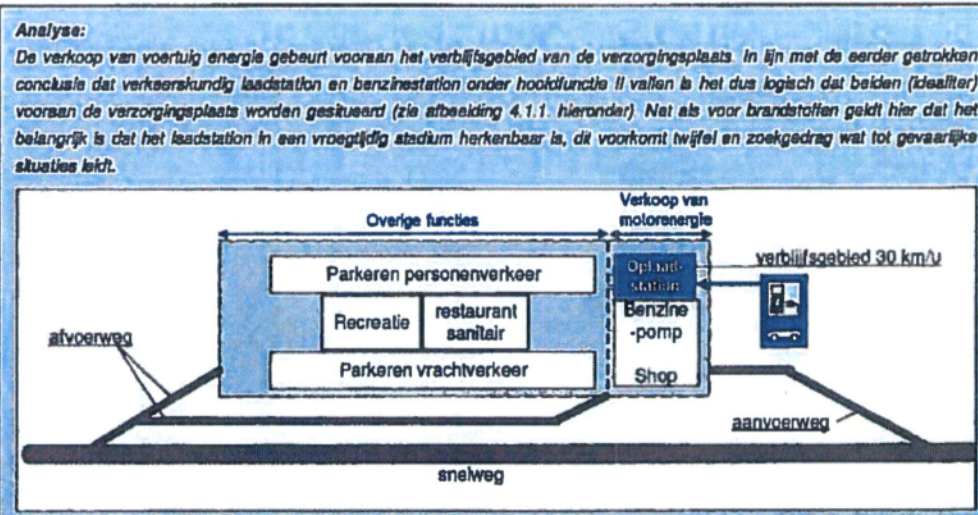 Analyse:
De verkoop van voertuig energie gebeurt vooraan het verblijfsgebied van de verzorgingsplaats. In lijn met de eerder getrokken
conclusie dat verkeerskundig laadstation en benzinestation onder hoofdfunctie II vallen is het dus logisch dat beiden (idealiter)
vooraan de verzorgingsplaats worden gesitueerd (zie afbeelding 4.1.1. hieronder). Net als voor brandstoffen geldt hier dat het
belangrijk is dat het laadstation in een vroegtijdig stadium herkenbaar is, dit voorkomt twijfel en zoekgedrag wat tot gevaarlijke
situaties leidt.
Verkoop van
motorenergie
Overige functies
verblijfsgebied 30 km/u
Oplaad-
station
Parkeren personenverkeer
Benzine
-pomp
Recreatie
restaurant
sanitair
afvoerweg
Parkeren vrachtverkeer
Shop
aanvoerweg
snelweg